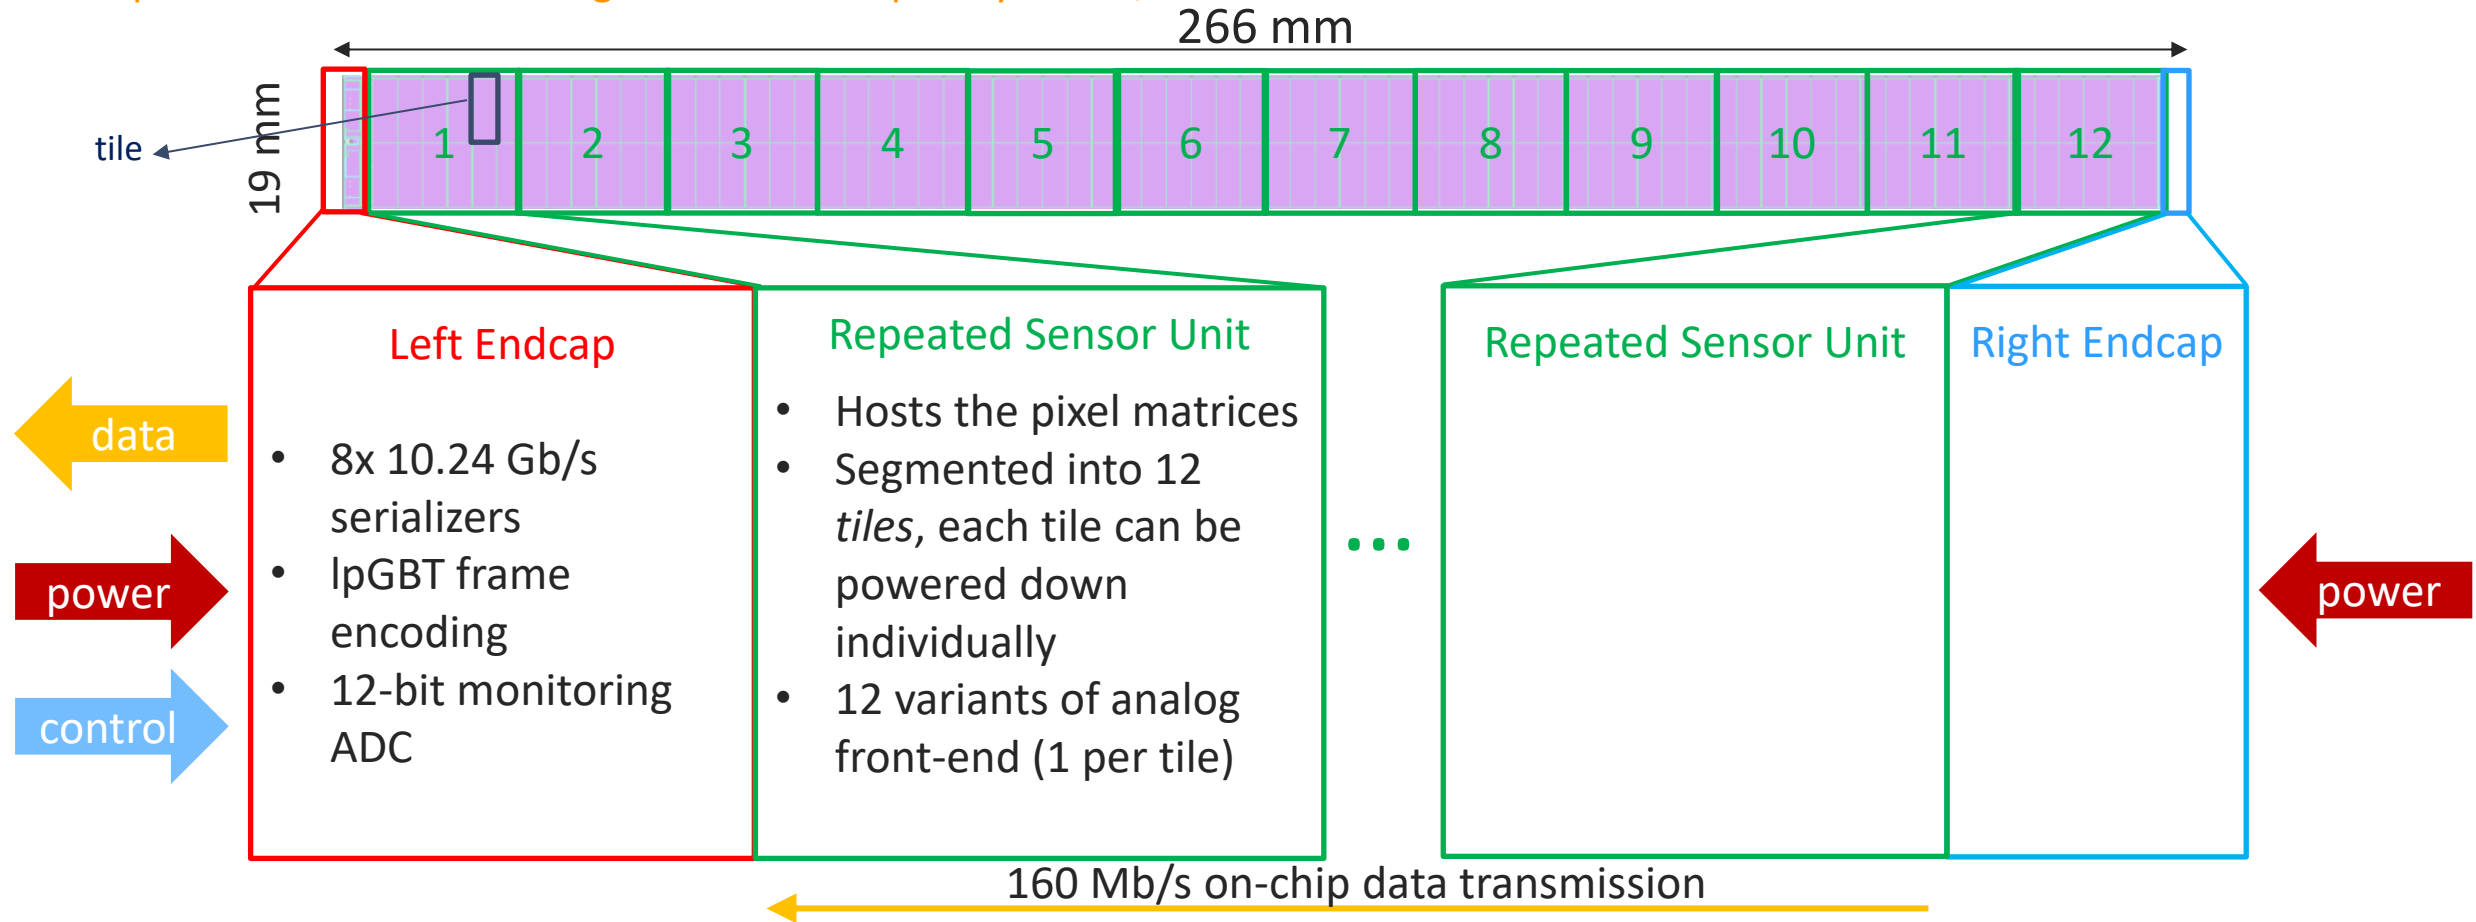 266 mm
19 mm
tile
1 2 3 4 5 6 7 8 9 10 11 12
Left Endcap
• 8x 10.24 Gb/s
serializers
• lpGBT frame
encoding
• 12-bit monitoring
ADC
Repeated Sensor Unit
• Hosts the pixel matrices
• Segmented into 12
tiles, each tile can be
powered down
individually
• 12 variants of analog
front-end (1 per tile)
...
Repeated Sensor Unit
Right Endcap
data
power
control
power
160 Mb/s on-chip data transmission